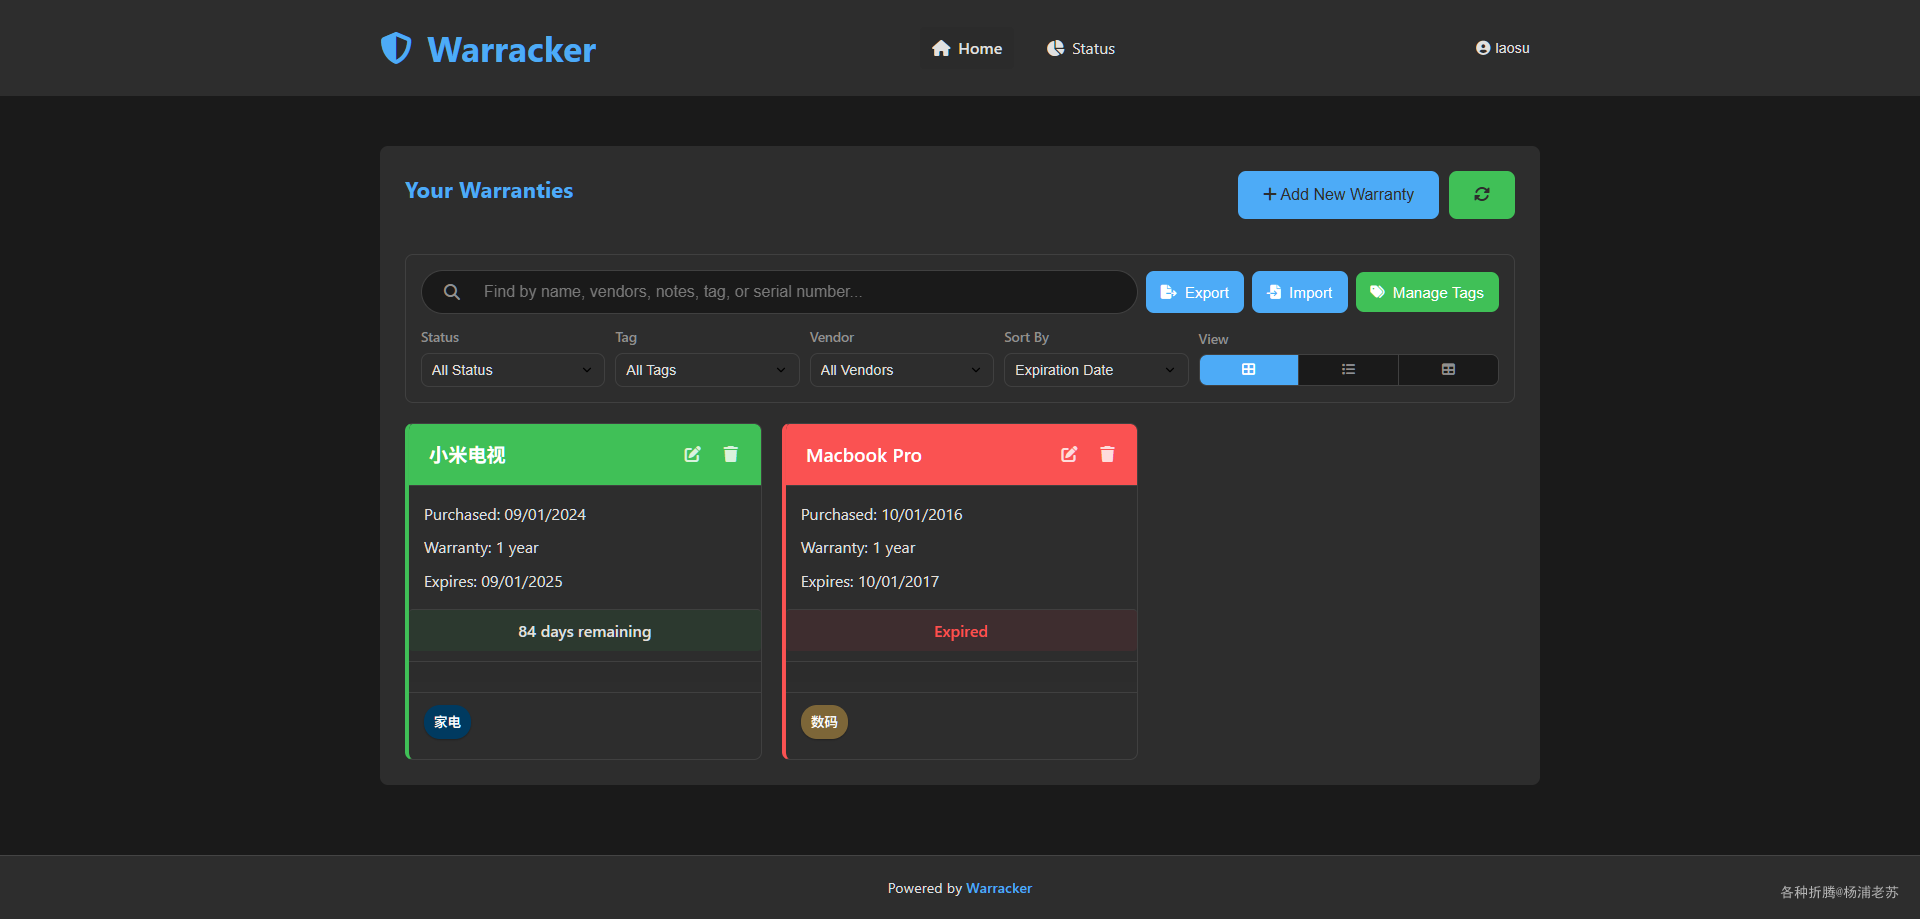 Warracker
Home
Status
laosu
Your Warranties
Add New Warranty
Find by name, vendors, notes, tag, or serial number...
Export
Import
Manage Tags
Status
Tag
Vendor
Sort By
View
All Status
All Tags
All Vendors
Expiration Date
小米电视
Purchased: 09/01/2024
Warranty: 1 year
Expires: 09/01/2025
84 days remaining
家电
Macbook Pro
Purchased: 10/01/2016
Warranty: 1 year
Expires: 10/01/2017
Expired
数码
Powered by Warracker
各种折腾@杨浦老苏